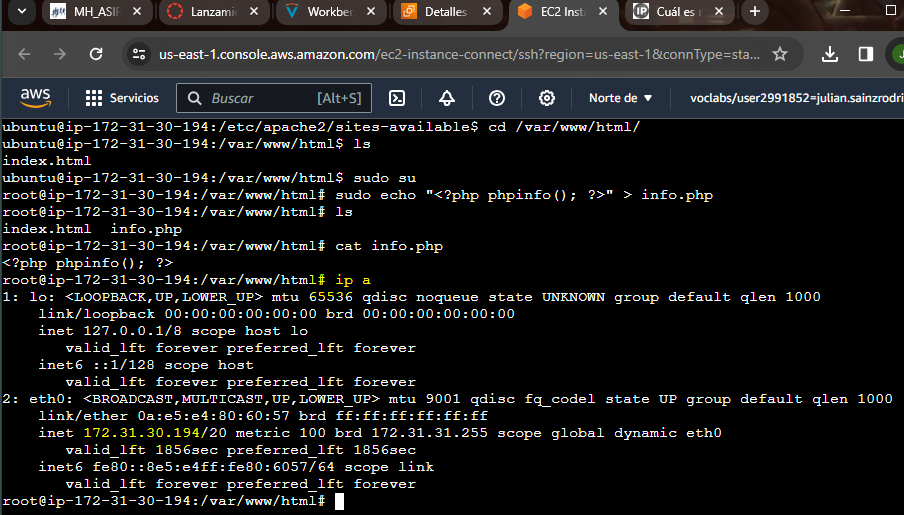 MH_ASIF
Lanzamie
Workben
Detalles
EC2 Insta
Cuál es m
us-east-1.console.aws.amazon.com/ec2-instance-connect/ssh?region=us-east-1&connType=sta...
aws
Servicios
Buscar
[Alt+S]
Norte de
voclabs/user2991852=julian.sainzrodri
ubuntu@ip-172-31-30-194:/etc/apache2/sites-available$ cd /var/www/html/
ubuntu@ip-172-31-30-194:/var/www/html$ ls
index.html
ubuntu@ip-172-31-30-194:/var/www/html$ sudo su
root@ip-172-31-30-194:/var/www/html# sudo echo "<?php phpinfo(); ?>" > info.php
root@ip-172-31-30-194:/var/www/html# ls
index.html  info.php
root@ip-172-31-30-194:/var/www/html# cat info.php
<?php phpinfo(); ?>
root@ip-172-31-30-194:/var/www/html# ip a
1: lo: <LOOPBACK,UP,LOWER_UP> mtu 65536 qdisc noqueue state UNKNOWN group default qlen 1000
    link/loopback 00:00:00:00:00:00 brd 00:00:00:00:00:00
    inet 127.0.0.1/8 scope host lo
       valid_lft forever preferred_lft forever
    inet6 ::1/128 scope host
       valid_lft forever preferred_lft forever
2: eth0: <BROADCAST,MULTICAST,UP,LOWER_UP> mtu 9001 qdisc fq_codel state UP group default qlen 1000
    link/ether 0a:e5:e4:80:60:57 brd ff:ff:ff:ff:ff:ff
    inet 172.31.30.194/20 metric 100 brd 172.31.31.255 scope global dynamic eth0
       valid_lft 1856sec preferred_lft 1856sec
    inet6 fe80::8e5:e4ff:fe80:6057/64 scope link
       valid_lft forever preferred_lft forever
root@ip-172-31-30-194:/var/www/html#